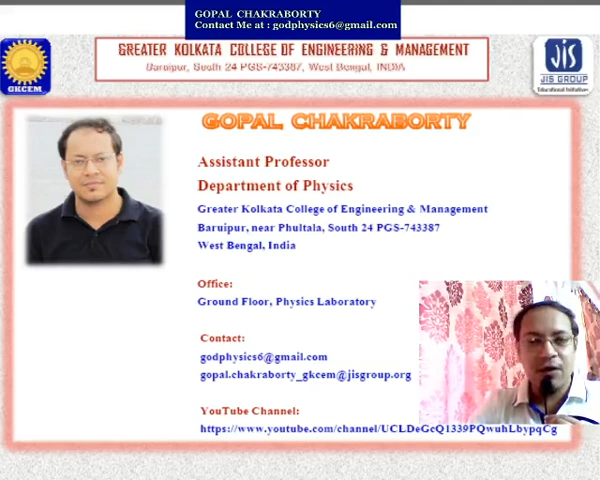 GOPAL CHAKRABORTY
Contact Me at : godphysics6@gmail.com
GREATER KOLKATA COLLEGE OF ENGINEERING & MANAGEMENT
Baruipur, South 24 PGS-743387, West Bengal, INDIA
GKCEM
JIS
JIS GROUP
Educational Initiatives
GOPAL CHAKRABORTY
Assistant Professor
Department of Physics
Greater Kolkata College of Engineering & Management
Baruipur, near Phultala, South 24 PGS-743387
West Bengal, India
Office:
Ground Floor, Physics Laboratory
Contact:
godphysics6@gmail.com
gopal.chakraborty_gkcem@jisgroup.org
YouTube Channel:
https://www.youtube.com/channel/UCLDeGcQ1339PQwuhLbypqCg